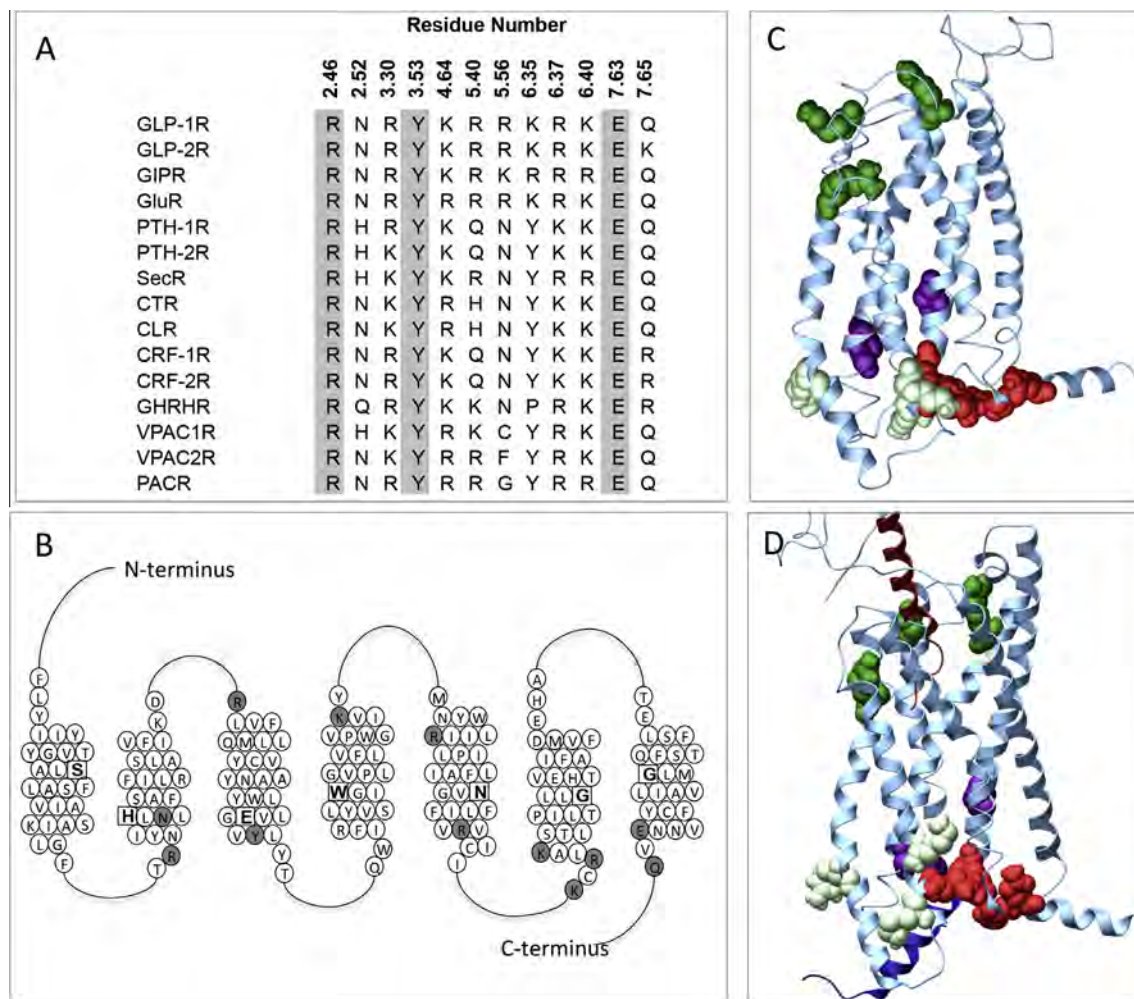 A
Residue Number
2.46 2.52 3.30 3.53 4.64 5.40 5.56 6.35 6.37 6.40 7.63 7.65
GLP-1R R N R Y K R R K R K E Q
GLP-2R R N R Y K R R K R K E K
GIPR R N R Y K R K R R K E Q
GluR R N R Y R R R K R K E Q
PTH-1R R H R Y K Q N Y K K E Q
PTH-2R R H K Y K Q N Y K K E Q
SecR R H K Y K R N Y R R E Q
CTR R N K Y R H N Y K K E Q
CLR R N K Y R H N Y K K E Q
CRF-1R R N R Y K Q N Y K K E R
CRF-2R R N R Y K Q N Y K K E R
GHRHR R Q R Y K K N P R K E R
VPAC1R R H K Y R K C Y R K E Q
VPAC2R R N K Y R R F Y R K E Q
PACR R N R Y R R G Y R R E Q
B
N-terminus
F
L
Y
I I Y
Y G V T
A L S
L A S F
V I A
K I A S
L G
F
D
K
V F I
S L A
F I L R
S A F
H L N L
I Y N
R
T
R
L V F
Q M L L
Y C V
Y N A A
Y W L
G E V L
V Y L
Y
T
Y
K V I
V P W G
V F L
G V P L
W G I
L Y V S
R F I
W
Q
M
N Y W
R I I L
L P I
I A F L
G V N
F I L F
V R V
C I
I
A
H
E
D M V F
I F A
V E H T
L L G
P I L T
S T L
K A L R
C
K
T
E
L S F
Q F S T
G L M
L I A V
Y C F
E N N V
V
Q
C-terminus
C
D